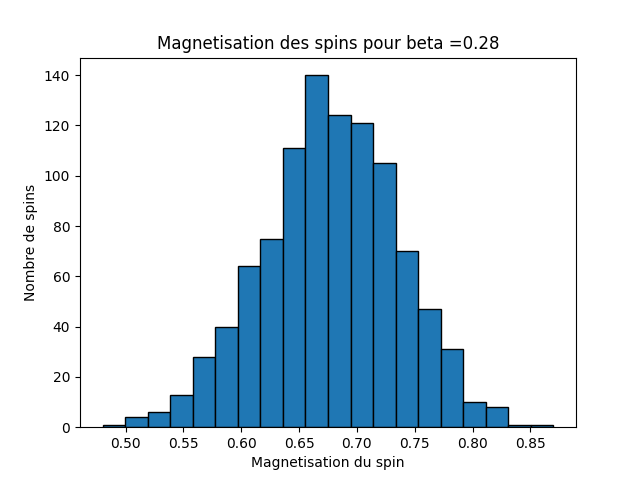 Magnetisation des spins pour beta =0.28
140
120
100
80
60
40
20
0
Nombre de spins
0.50 0.55 0.60 0.65 0.70 0.75 0.80 0.85
Magnetisation du spin